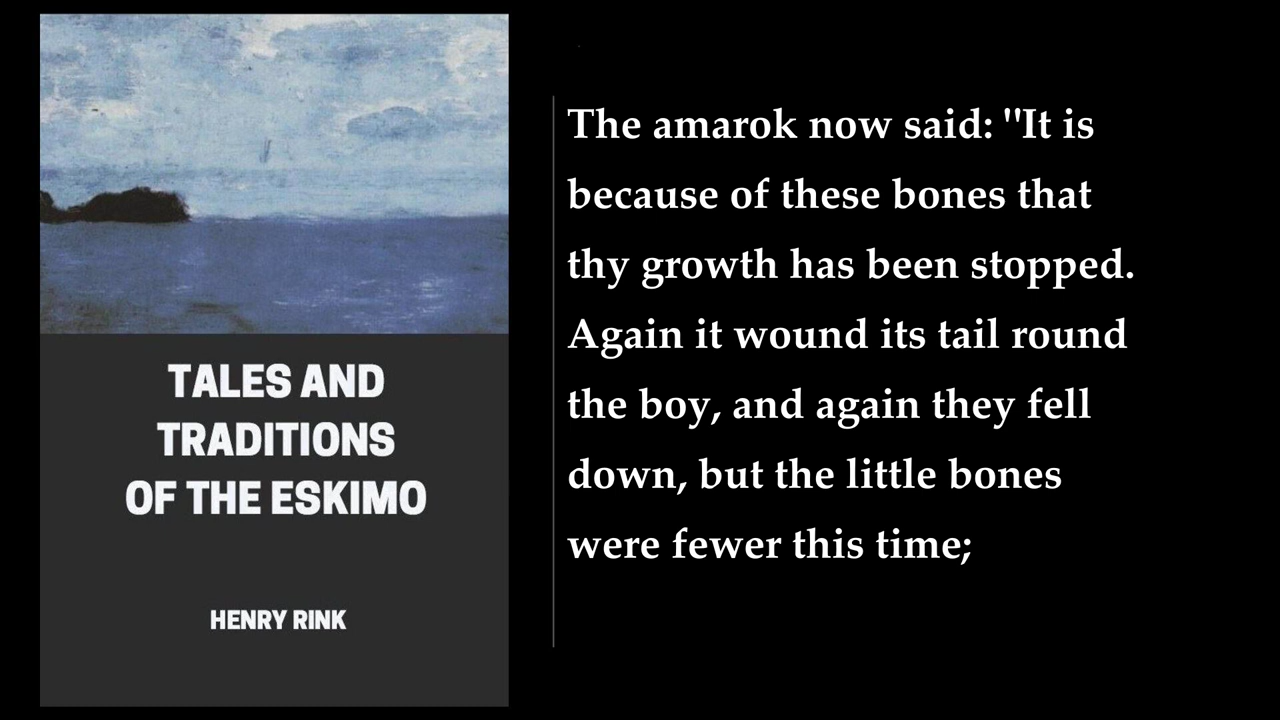 TALES AND
TRADITIONS
OF THE ESKIMO
HENRY RINK
The amarok now said: "It is
because of these bones that
thy growth has been stopped.
Again it wound its tail round
the boy, and again they fell
down, but the little bones
were fewer this time;